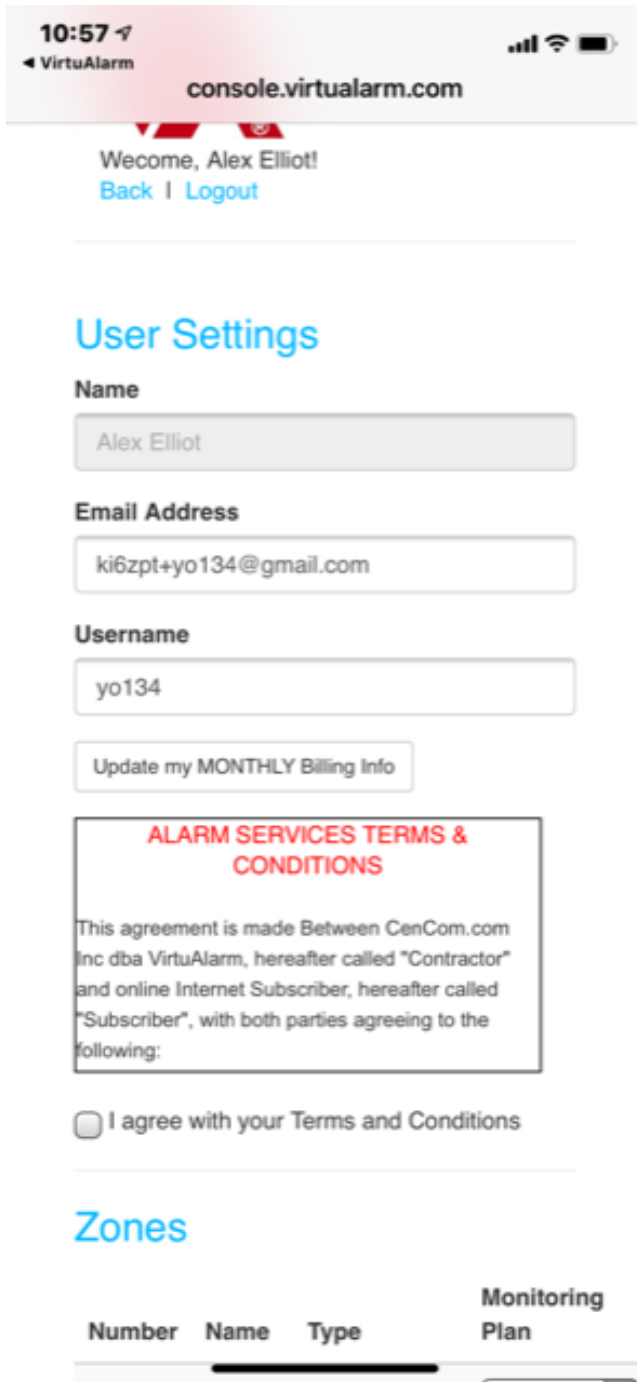 10:57
◀ VirtuAlarm
console.virtualarm.com
®
Wecome, Alex Elliot!
Back | Logout
User Settings
Name
Alex Elliot
Email Address
ki6zpt+yo134@gmail.com
Username
yo134
Update my MONTHLY Billing Info
ALARM SERVICES TERMS &
CONDITIONS
This agreement is made Between CenCom.com
Inc dba VirtuAlarm, hereafter called "Contractor"
and online Internet Subscriber, hereafter called
"Subscriber", with both parties agreeing to the
following:
I agree with your Terms and Conditions
Zones
Monitoring
Number Name Type Plan